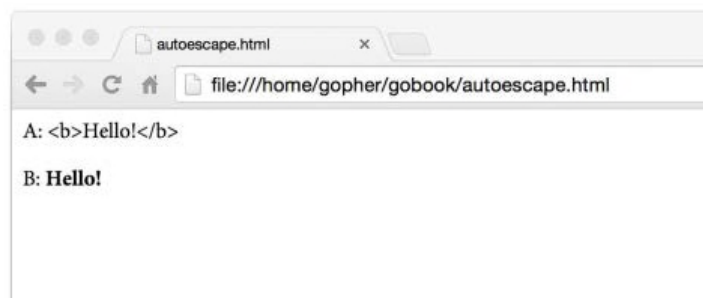 autoescape.html
file:///home/gopher/gobook/autoescape.html
A: <b>Hello!</b>
B: Hello!